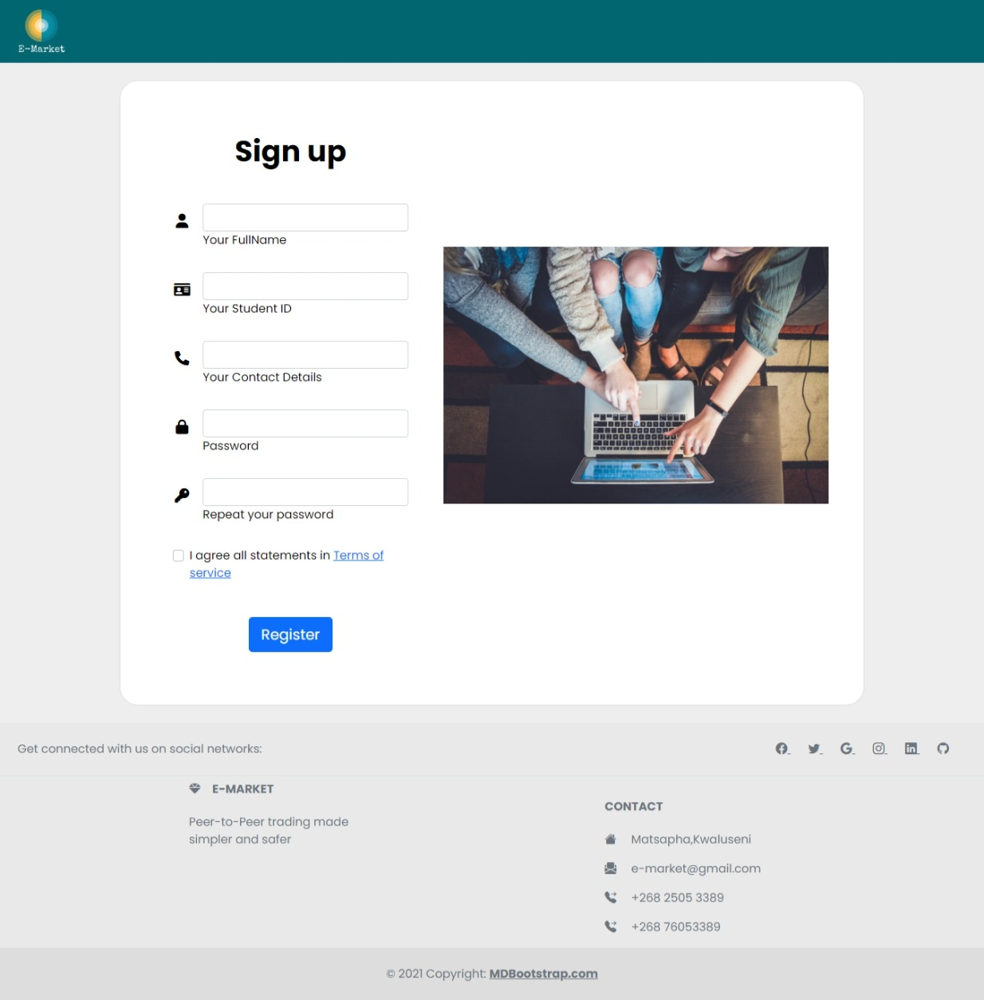 E-Market
Sign up
Your FullName
Your Student ID
Your Contact Details
Password
Repeat your password
I agree all statements in Terms of
service
Register
Get connected with us on social networks:
E-MARKET
Peer-to-Peer trading made
simpler and safer
CONTACT
Matsapha,Kwaluseni
e-market@gmail.com
+268 2505 3389
+268 76053389
© 2021 Copyright: MDBootstrap.com